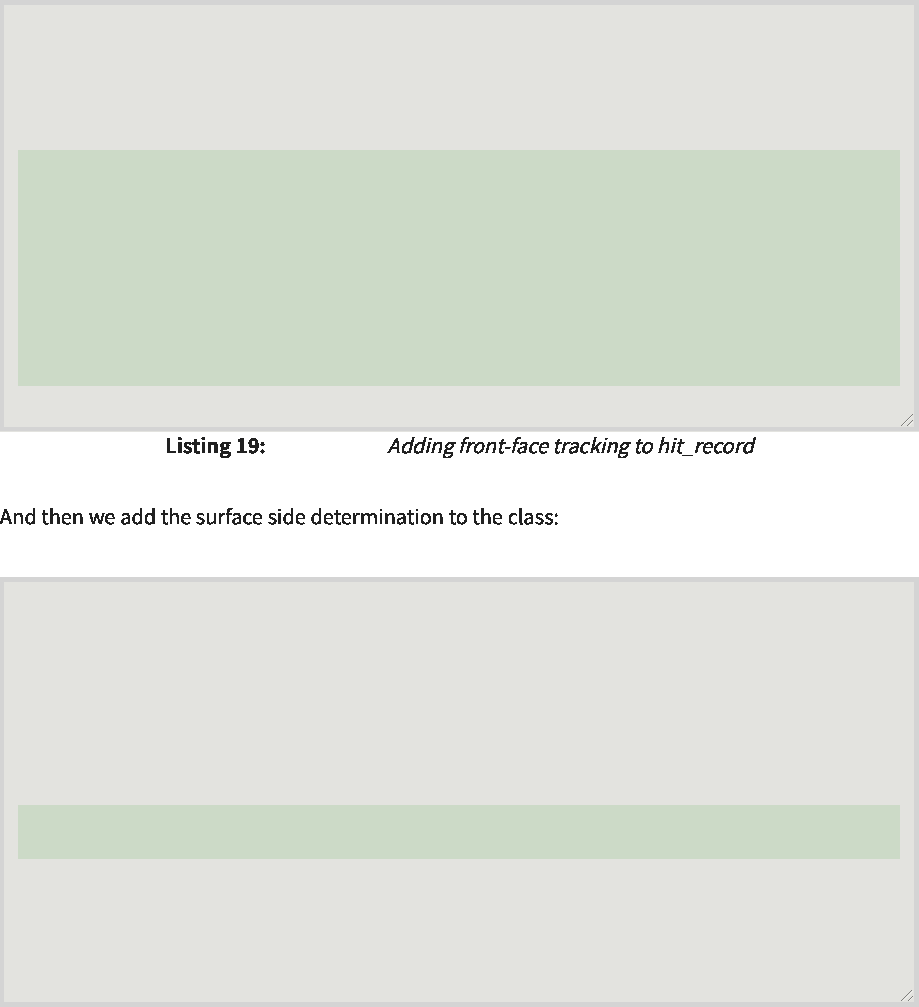 Listing 19: Adding front-face tracking to hit_record
And then we add the surface side determination to the class: